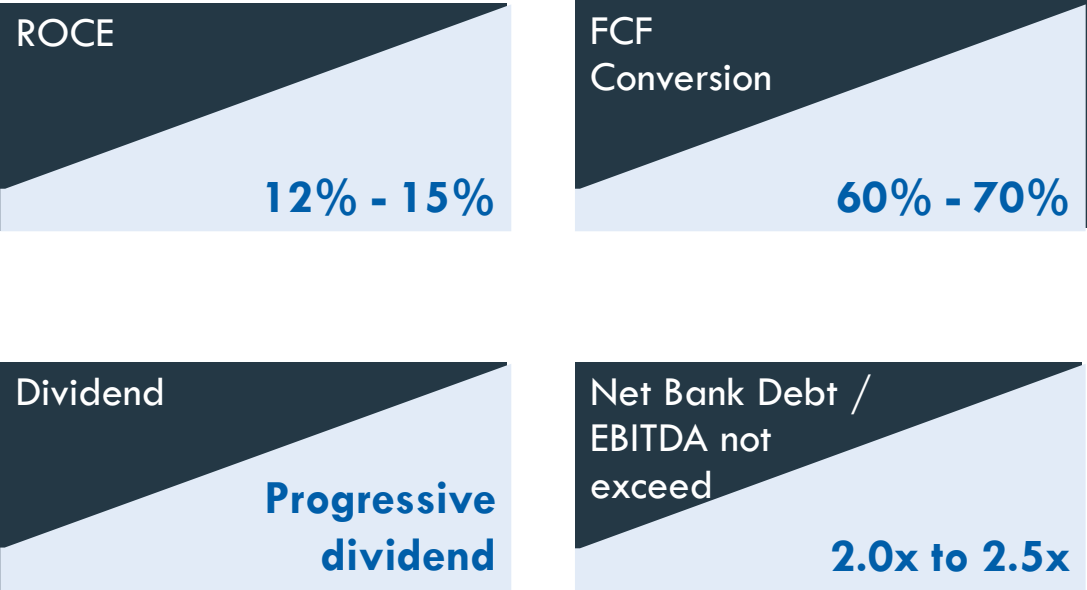 ROCE
12% - 15%
FCF
Conversion
60% - 70%
Dividend
Progressive
dividend
Net Bank Debt /
EBITDA not
exceed
2.0x to 2.5x